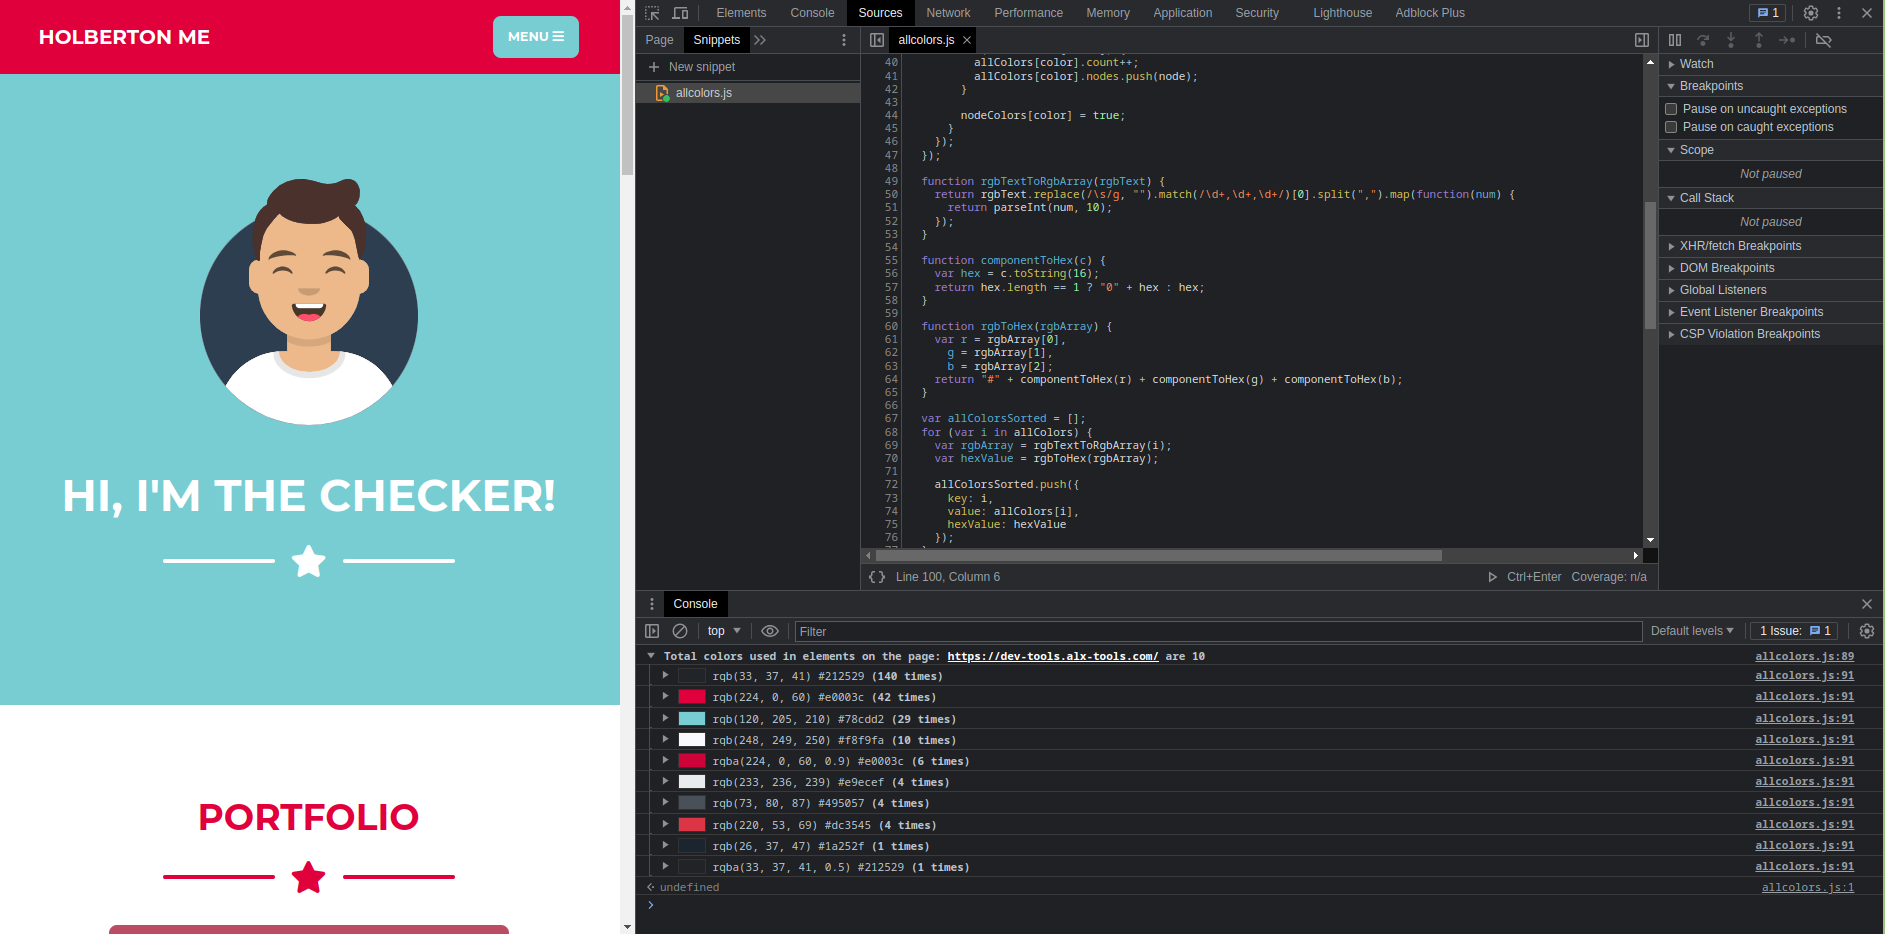 HOLBERTON ME
MENU
HI, I'M THE CHECKER!
PORTFOLIO
Elements Console Sources Network Performance Memory Application Security Lighthouse Adblock Plus 1
Page Snippets
New snippet
allcolors.js
allcolors.js
40 allColors[color].count++;
41 allColors[color].nodes.push(node);
42 }
43
44 nodeColors[color] = true;
45 }
46 });
47 });
48
49 function rgbTextToRgbArray(rgbText) {
50 return rgbText.replace(/\s/g, "").match(/\d+,\d+,\d+/)[0].split(",").map(function(num) {
51 return parseInt(num, 10);
52 });
53 }
54
55 function componentToHex(c) {
56 var hex = c.toString(16);
57 return hex.length == 1 ? "0" + hex : hex;
58 }
59
60 function rgbToHex(rgbArray) {
61 var r = rgbArray[0],
62 g = rgbArray[1],
63 b = rgbArray[2];
64 return "#" + componentToHex(r) + componentToHex(g) + componentToHex(b);
65 }
66
67 var allColorsSorted = [];
68 for (var i in allColors) {
69 var rgbArray = rgbTextToRgbArray(i);
70 var hexValue = rgbToHex(rgbArray);
71
72 allColorsSorted.push({
73 key: i,
74 value: allColors[i],
75 hexValue: hexValue
76 });
{} Line 100, Column 6 Ctrl+Enter Coverage: n/a
Watch
Breakpoints
Pause on uncaught exceptions
Pause on caught exceptions
Scope
Not paused
Call Stack
Not paused
XHR/fetch Breakpoints
DOM Breakpoints
Global Listeners
Event Listener Breakpoints
CSP Violation Breakpoints
Console
top Filter Default levels 1 Issue: 1
Total colors used in elements on the page: https://dev-tools.alx-tools.com/ are 10 allcolors.js:89
rgb(33, 37, 41) #212529 (140 times) allcolors.js:91
rgb(224, 0, 60) #e0003c (42 times) allcolors.js:91
rgb(120, 205, 210) #78cdd2 (29 times) allcolors.js:91
rgb(248, 249, 250) #f8f9fa (10 times) allcolors.js:91
rgba(224, 0, 60, 0.9) #e0003c (6 times) allcolors.js:91
rgb(233, 236, 239) #e9ecef (4 times) allcolors.js:91
rgb(73, 80, 87) #495057 (4 times) allcolors.js:91
rgb(220, 53, 69) #dc3545 (4 times) allcolors.js:91
rgb(26, 37, 47) #1a252f (1 times) allcolors.js:91
rgba(33, 37, 41, 0.5) #212529 (1 times) allcolors.js:91
undefined allcolors.js:1